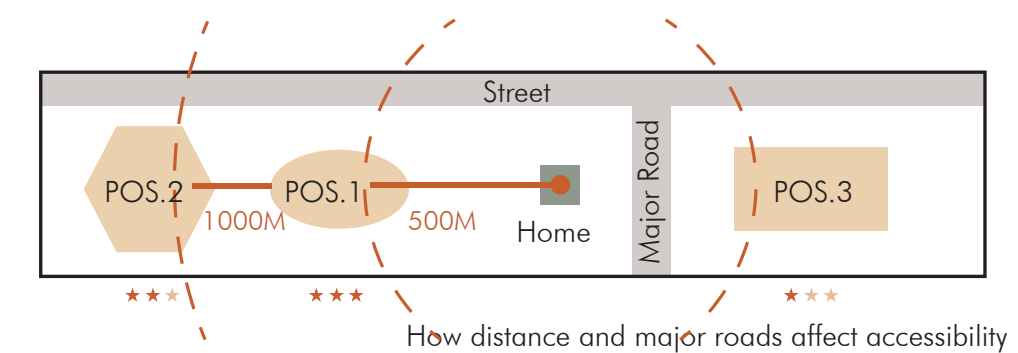 Street
Major Road
POS.2
POS.1
POS.3
1000M
500M
Home
How distance and major roads affect accessibility